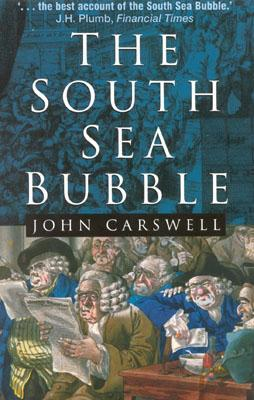 ‘. . . the best account of the South Sea Bubble.’
J.H. Plumb, Financial Times
THE
SOUTH
SEA
BUBBLE
JOHN CARSWELL